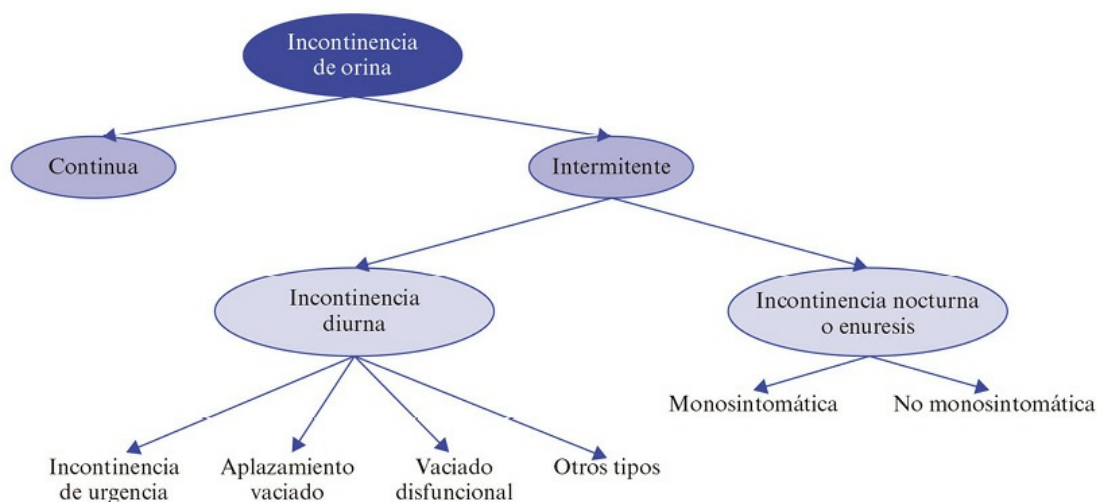 Incontinencia
de orina
Continua
Intermitente
Incontinencia
diurna
Incontinencia nocturna
o enuresis
Monosintomática
No monosintomática
Incontinencia
de urgencia
Aplazamiento
vaciado
Vaciado
disfuncional
Otros tipos